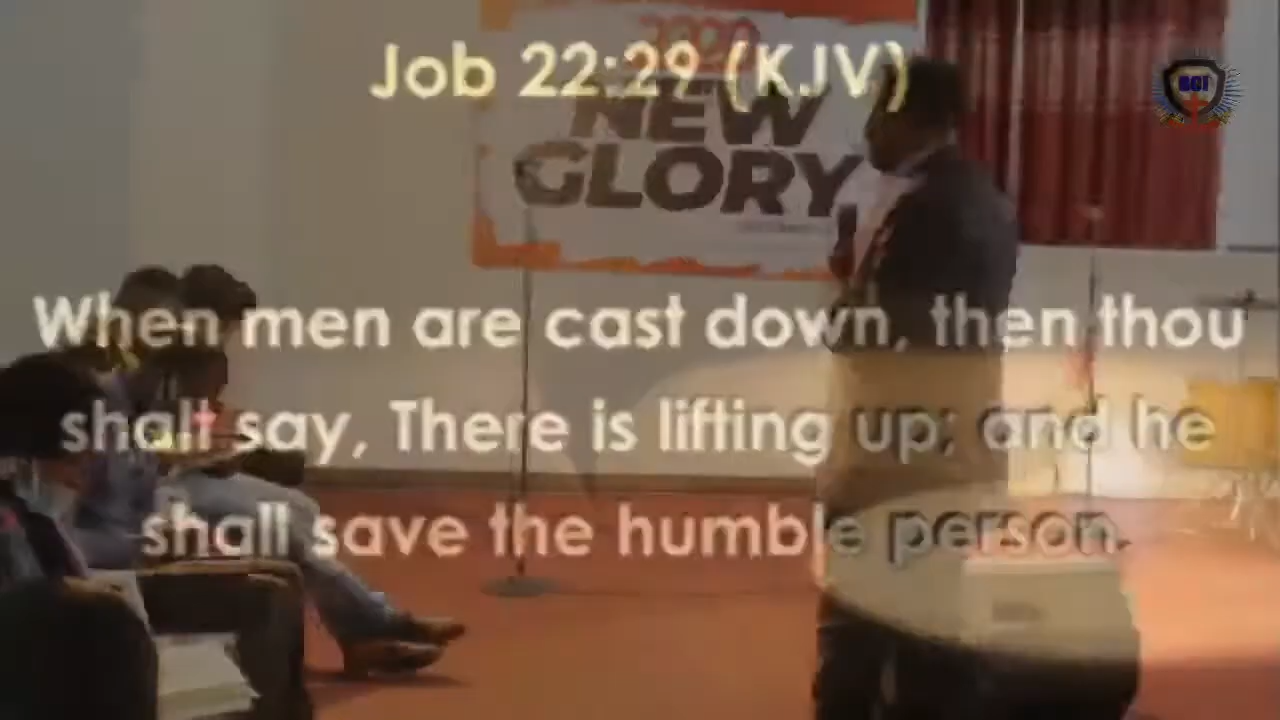 Job 22:29 (KJV)
2020
NEW
GLORY
When men are cast down, then thou
shalt say, There is lifting up; and he
shall save the humble person.